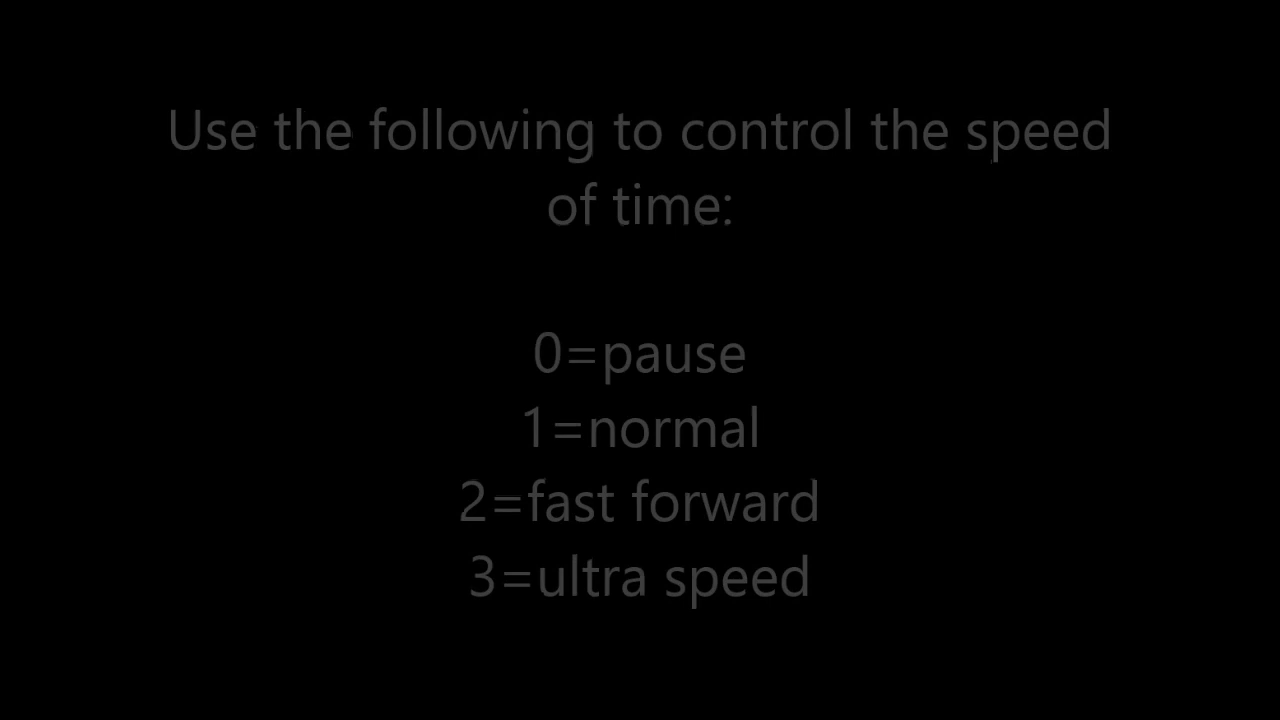 Use the following to control the speed
of time:
0=pause
1=normal
2=fast forward
3=ultra speed